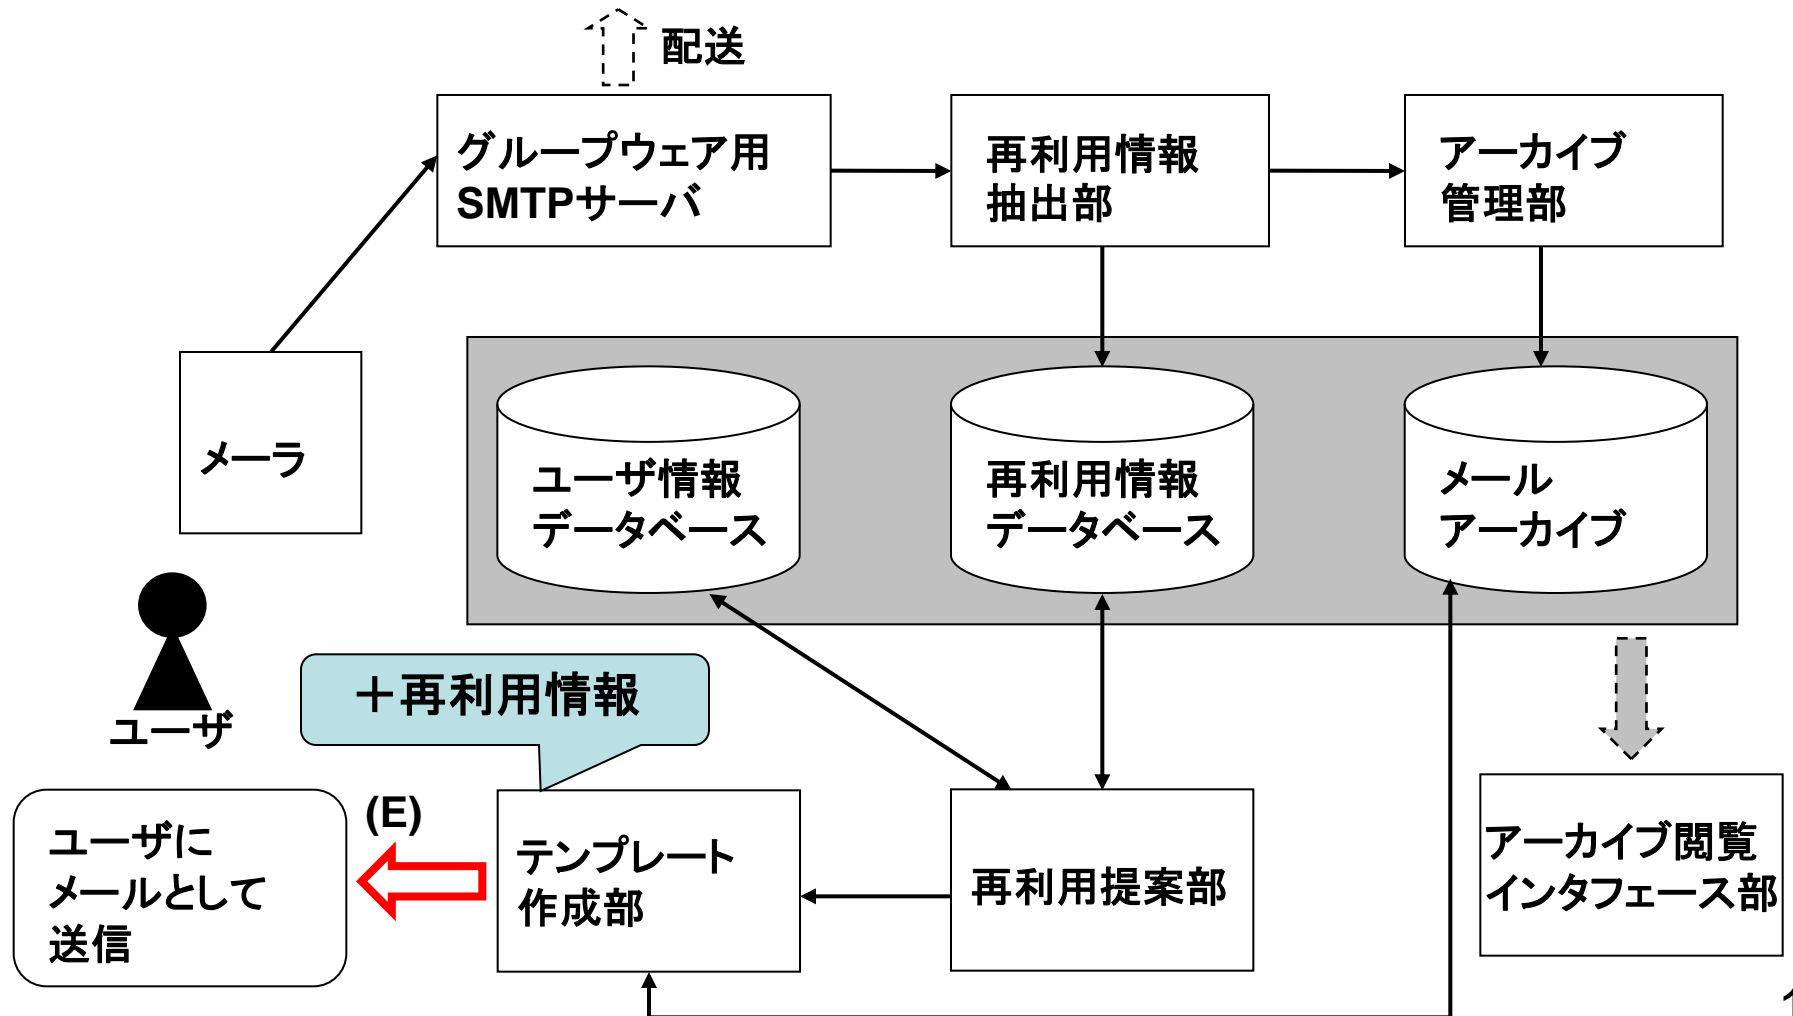 配送
グループウェア用
SMTPサーバ
再利用情報
抽出部
アーカイブ
管理部
メーラ
ユーザ情報
データベース
再利用情報
データベース
メール
アーカイブ
ユーザ
＋再利用情報
(E)
ユーザに
メールとして
送信
テンプレート
作成部
再利用提案部
アーカイブ閲覧
インタフェース部